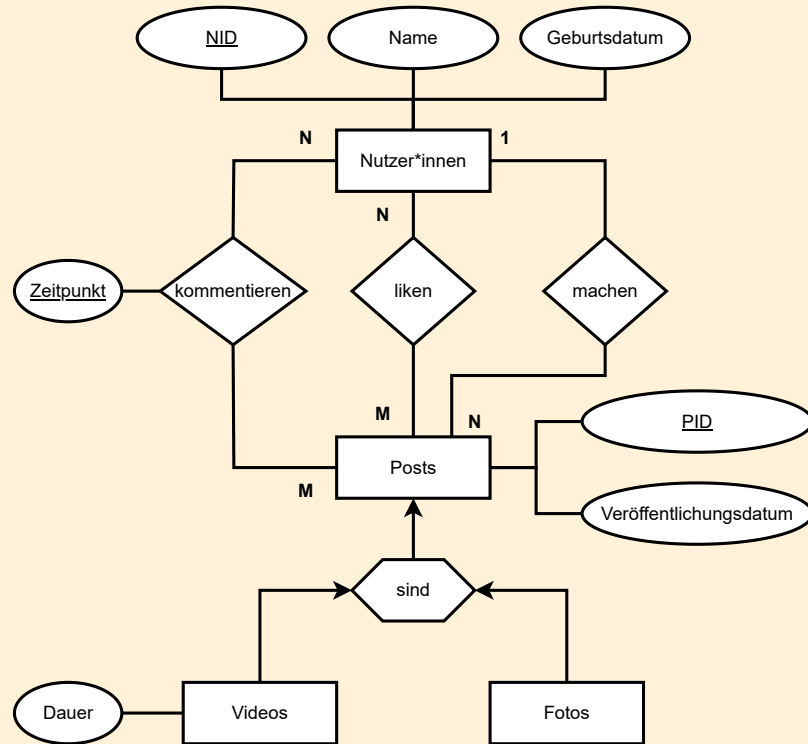 NID
Name
Geburtsdatum
N
1
Nutzer*innen
N
Zeitpunkt
kommentieren
liken
machen
M
N
PID
Posts
M
Veröffentlichungsdatum
sind
Dauer
Videos
Fotos